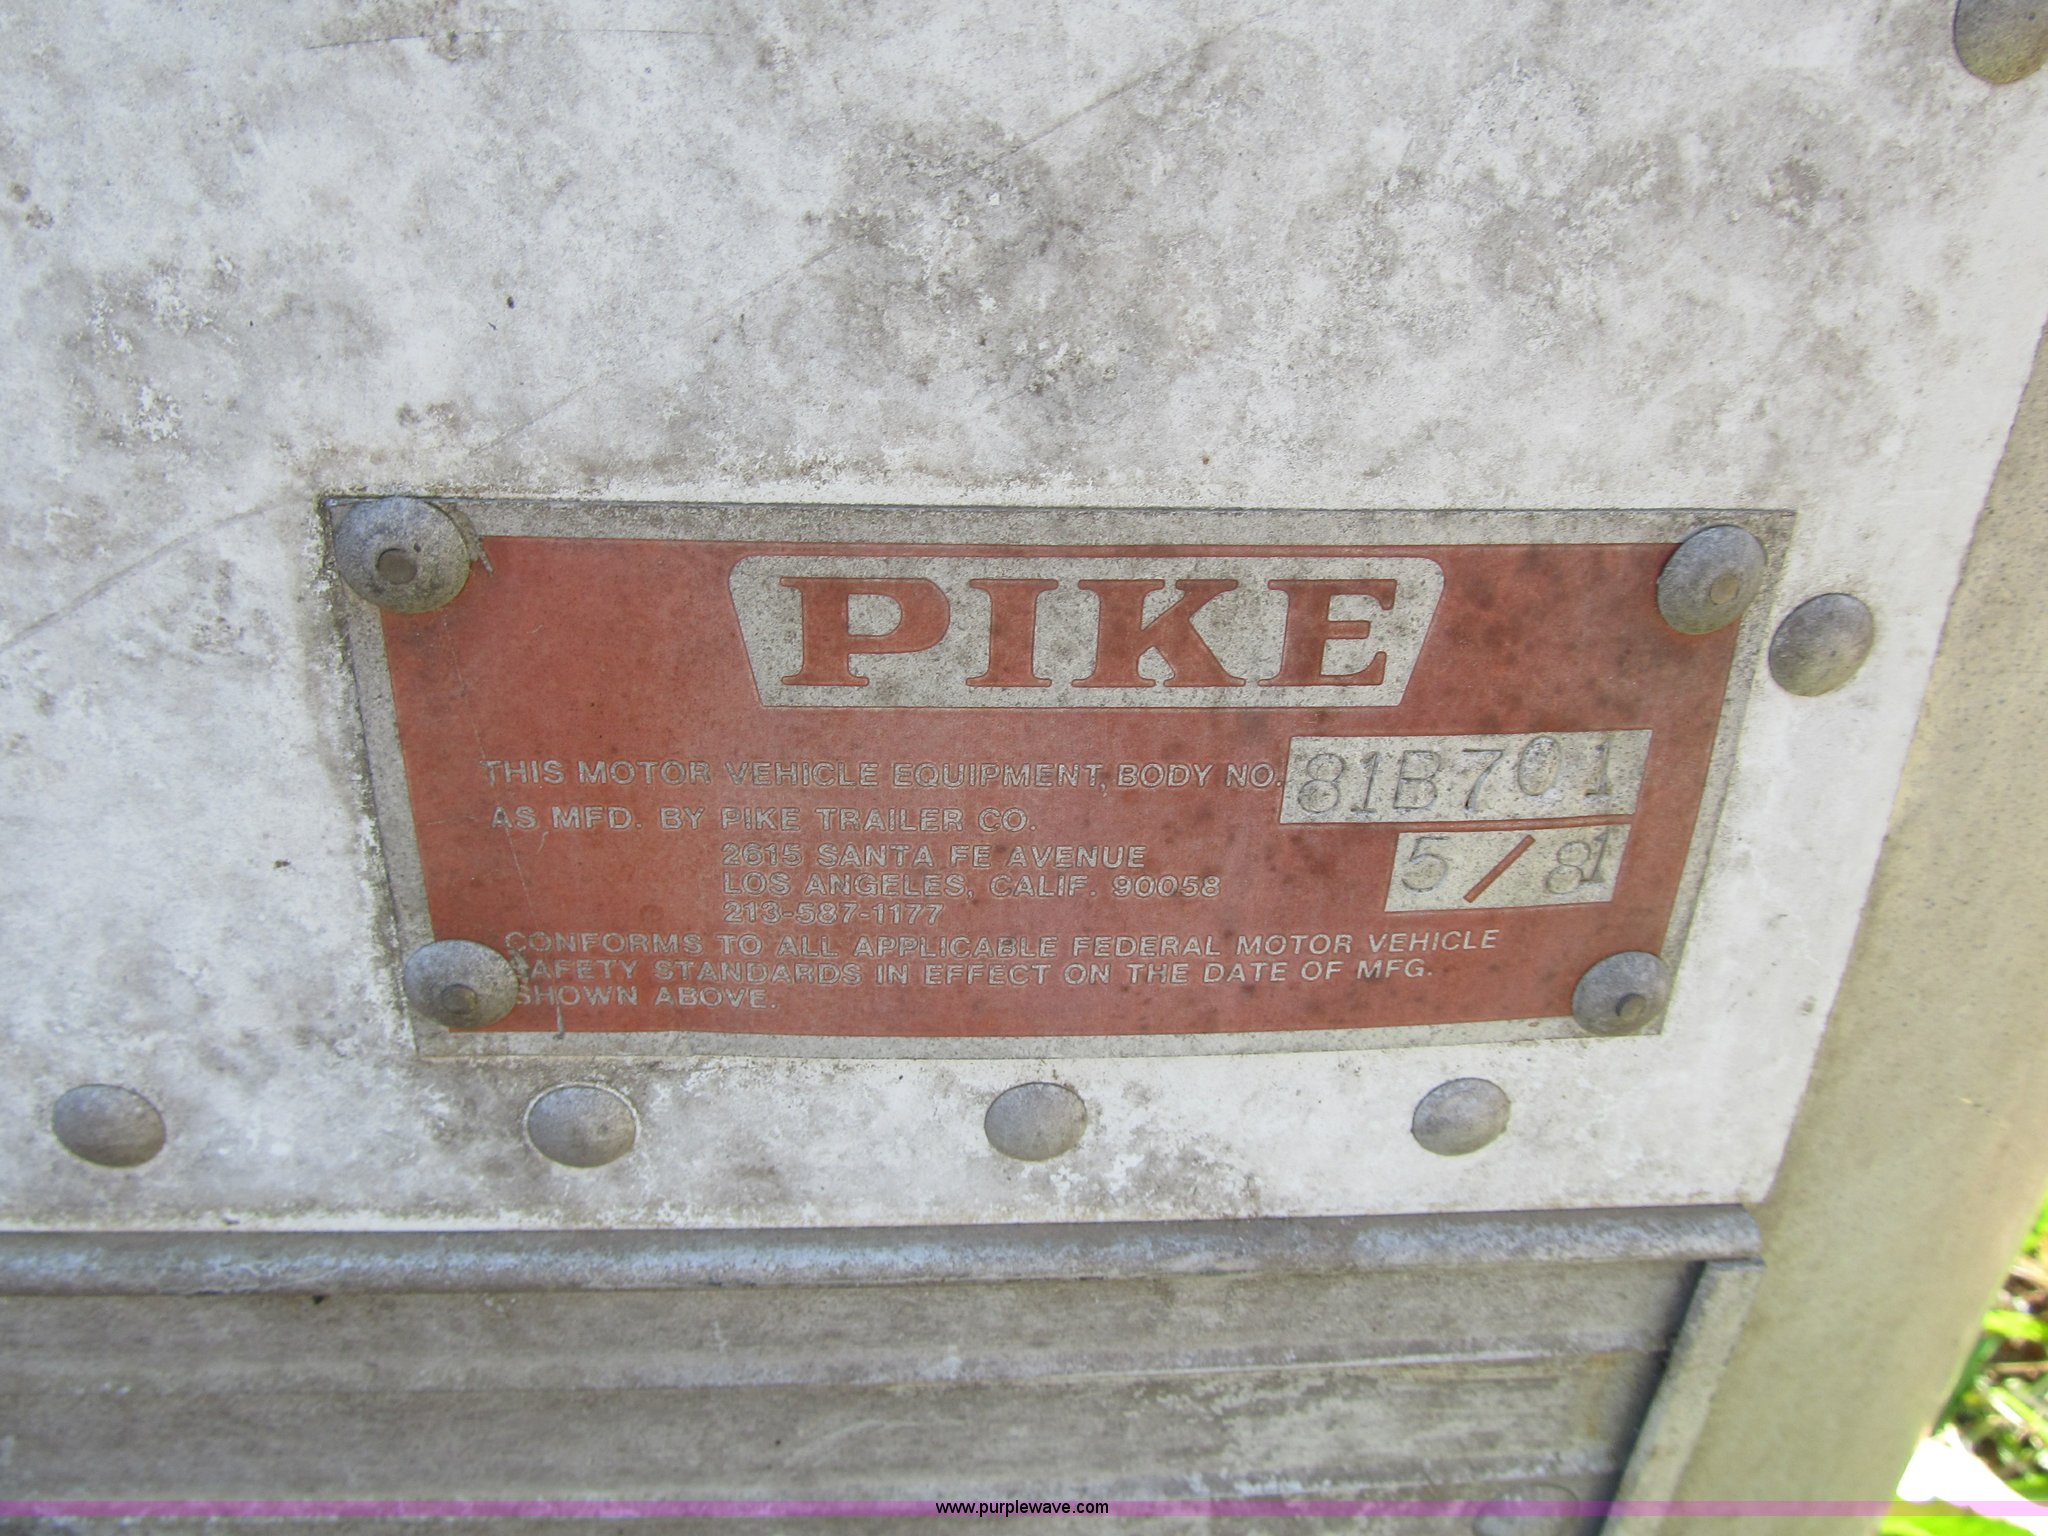 PIKE
THIS MOTOR VEHICLE EQUIPMENT, BODY NO. 81B701
AS MFD. BY PIKE TRAILER CO. 5/81
2615 SANTA FE AVENUE
LOS ANGELES, CALIF. 90058
213-587-1177
CONFORMS TO ALL APPLICABLE FEDERAL MOTOR VEHICLE
SAFETY STANDARDS IN EFFECT ON THE DATE OF MFG.
SHOWN ABOVE.
www.purplewave.com